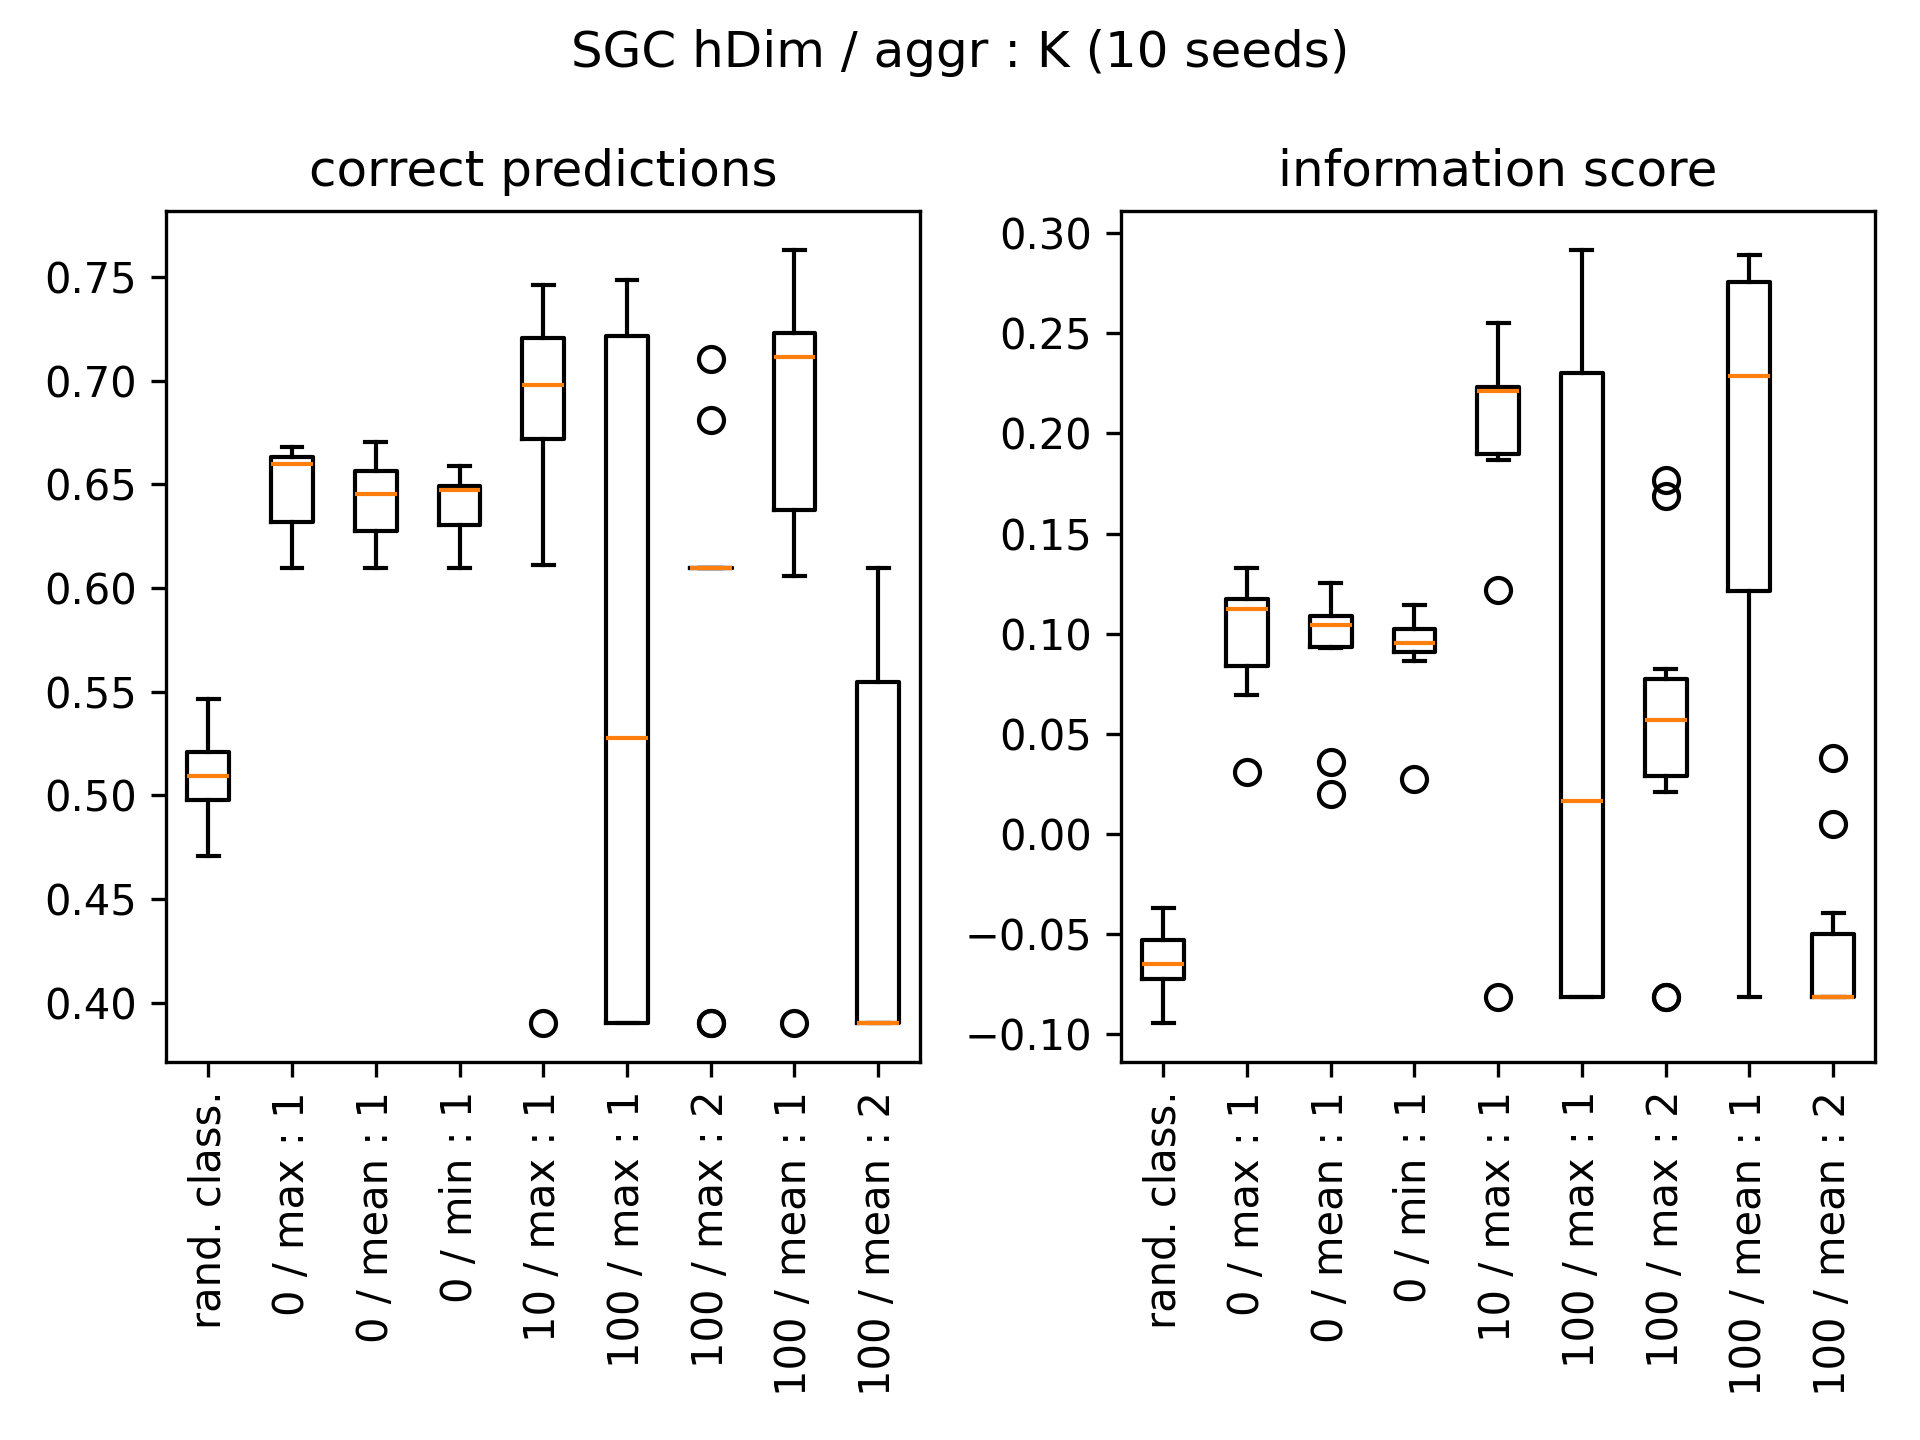 SGC hDim / aggr : K (10 seeds)
correct predictions
0.75
0.70
0.65
0.60
0.55
0.50
0.45
0.40
rand. class.
0 / max : 1
0 / mean : 1
0 / min : 1
10 / max : 1
100 / max : 1
100 / max : 2
100 / mean : 1
100 / mean : 2
information score
0.30
0.25
0.20
0.15
0.10
0.05
0.00
−0.05
−0.10
rand. class.
0 / max : 1
0 / mean : 1
0 / min : 1
10 / max : 1
100 / max : 1
100 / max : 2
100 / mean : 1
100 / mean : 2